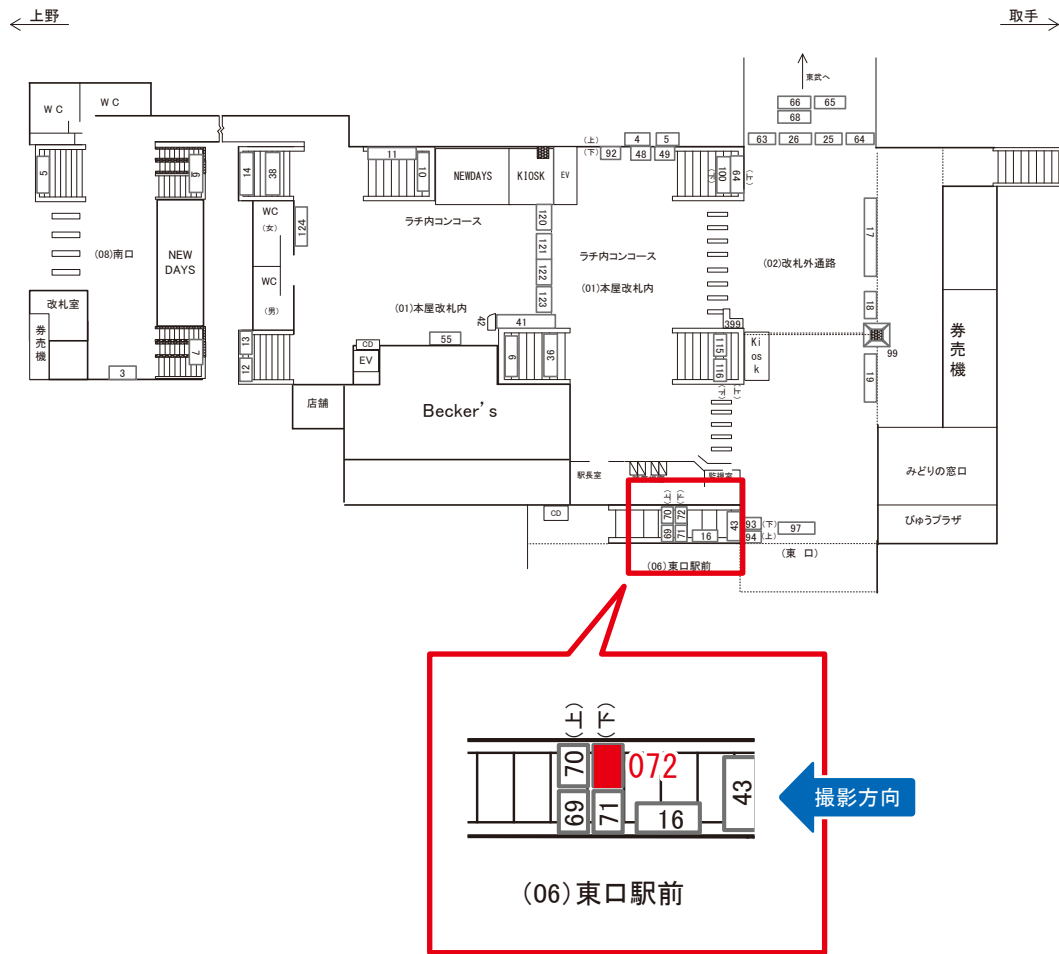 上野
取手
東武へ
WC
WC
66
65
68
63
26
25
64
(上)
4
5
(下)
92
48
49
5
6
14
38
11
10
NEWDAYS
KIOSK
EV
100
64
(下)
(上)
WC
(女)
124
ラチ内コンコース
120
121
122
123
ラチ内コンコース
17
(08)南口
NEW
DAYS
(02)改札外通路
WC
(男)
(01)本屋改札内
(01)本屋改札内
改札室
券売機
18
42
41
399
13
12
7
55
CD
EV
9
36
115
116
Ki
os
k
99
19
券売機
3
(下)
(上)
店舗
Becker's
駅長室
監視室
みどりの窓口
(上)
(下)
CD
70
72
69
71
16
43
93
(下)
94
(上)
97
びゅうプラザ
(東 口)
(06)東口駅前
(上)
(下)
70
072
69
71
16
43
撮影方向
(06)東口駅前